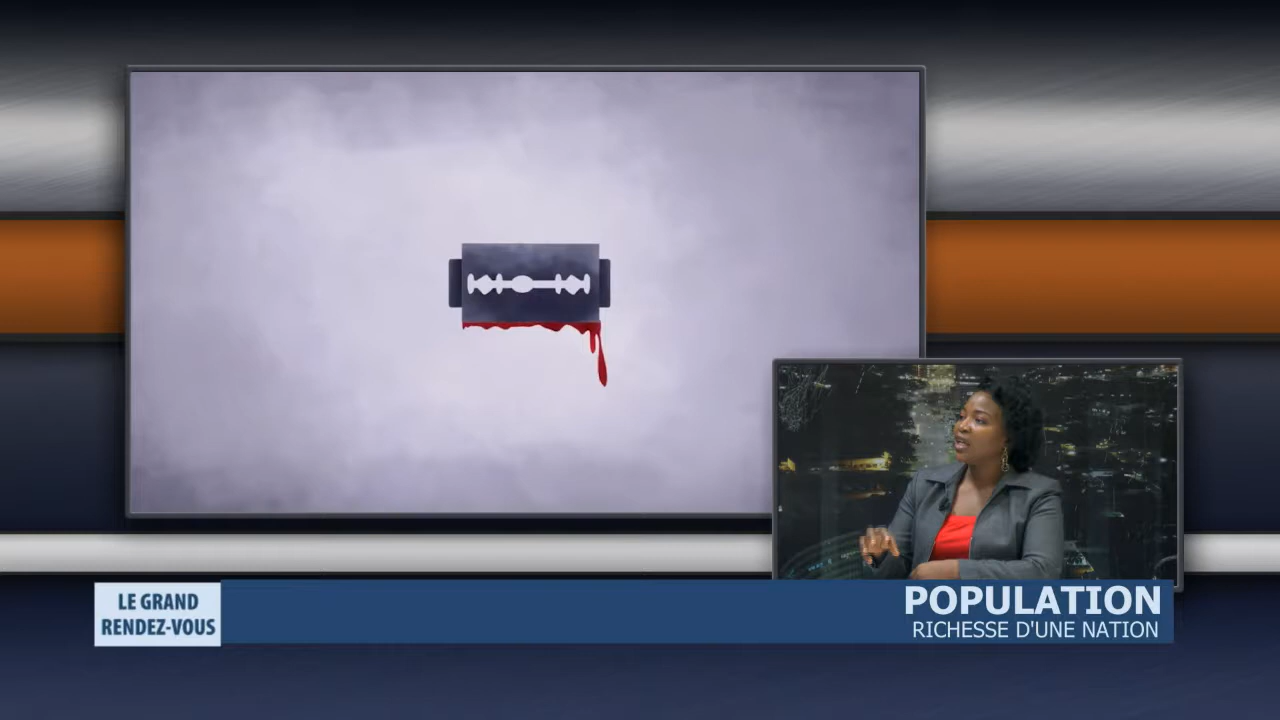 LE GRAND
RENDEZ-VOUS
POPULATION
RICHESSE D'UNE NATION